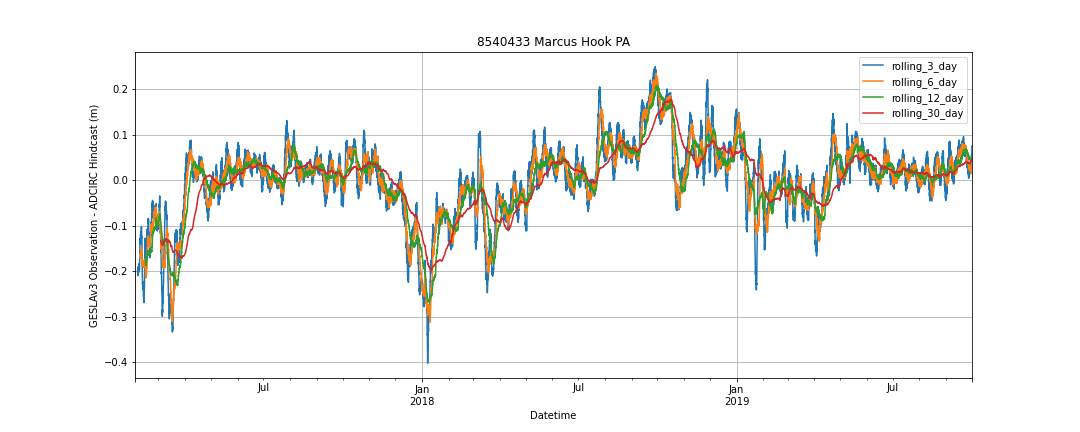 8540433 Marcus Hook PA
GESLAv3 Observation - ADCIRC Hindcast (m)
0.2
0.1
0.0
−0.1
−0.2
−0.3
−0.4
rolling_3_day
rolling_6_day
rolling_12_day
rolling_30_day
Jul
Jan
2018
Jul
Jan
2019
Jul
Datetime